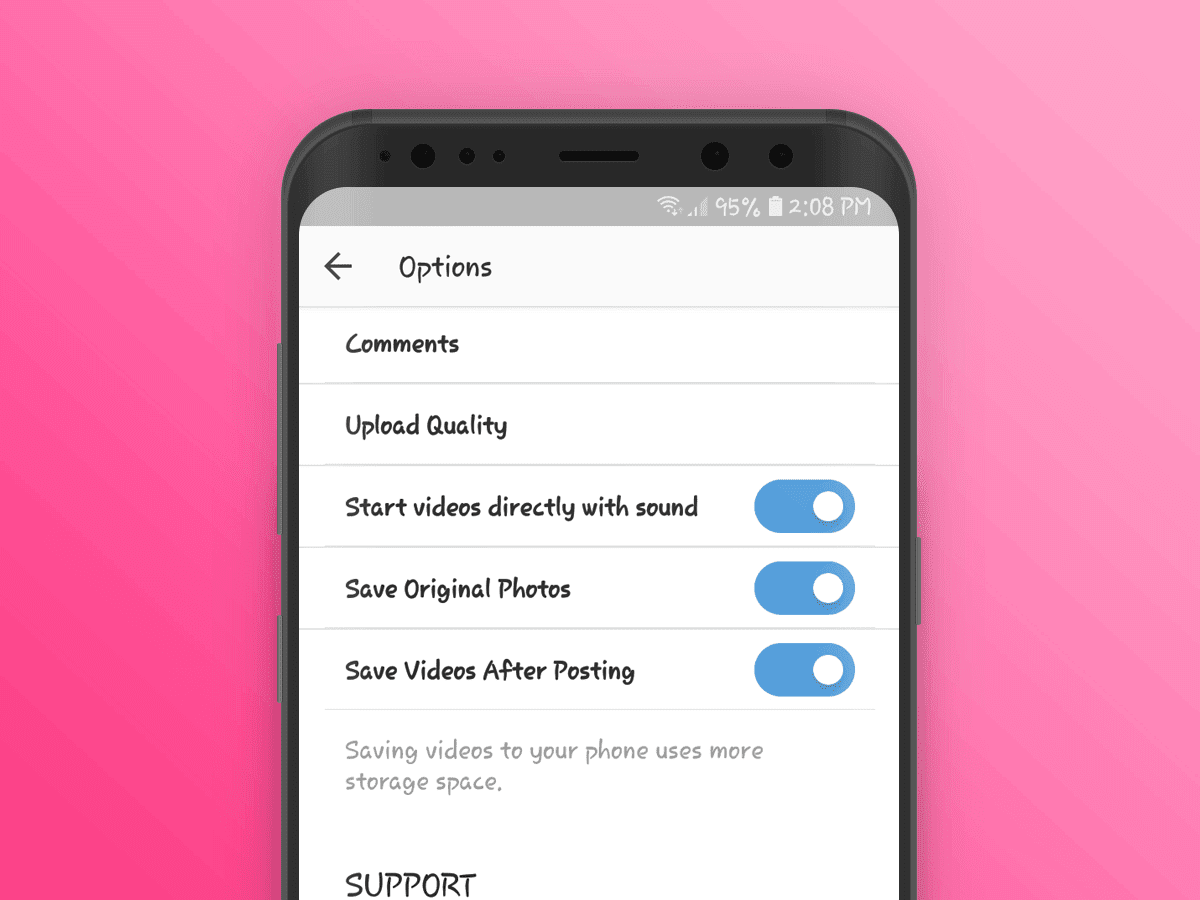 95% 2:08 PM
Options
Comments
Upload Quality
Start videos directly with sound
Save Original Photos
Save Videos After Posting
Saving videos to your phone uses more
storage space.
SUPPORT